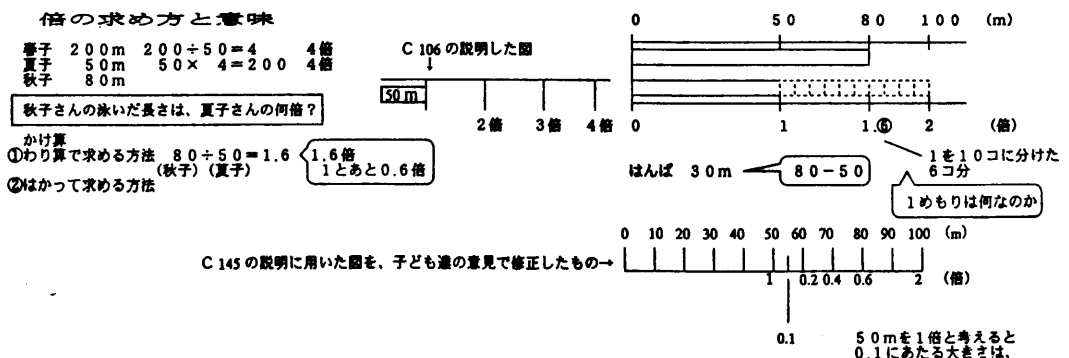 倍の求め方と意味
春子 200m 200÷50=4 4倍
夏子 50m 50×4=200 4倍
秋子 80m
秋子さんの泳いだ長さは、夏子さんの何倍?
かけ算
①わり算で求める方法 80÷50=1.6 1.6倍
(秋子)(夏子) 1とあと0.6倍
②はかって求める方法
C 106の説明した図
↓
50m
2倍 3倍 4倍
0 50 80 100 (m)
0 1 1.⑥ 2 (倍)
1を10コに分けた
6コ分
はんぱ 30m 80-50
1めもりは何なのか
C 145の説明に用いた図を、子ども達の意見で修正したもの→
0 10 20 30 40 50 60 70 80 90 100 (m)
1 0.2 0.4 0.6 2 (倍)
0.1
50mを1倍と考えると
0.1にあたる大きさは、